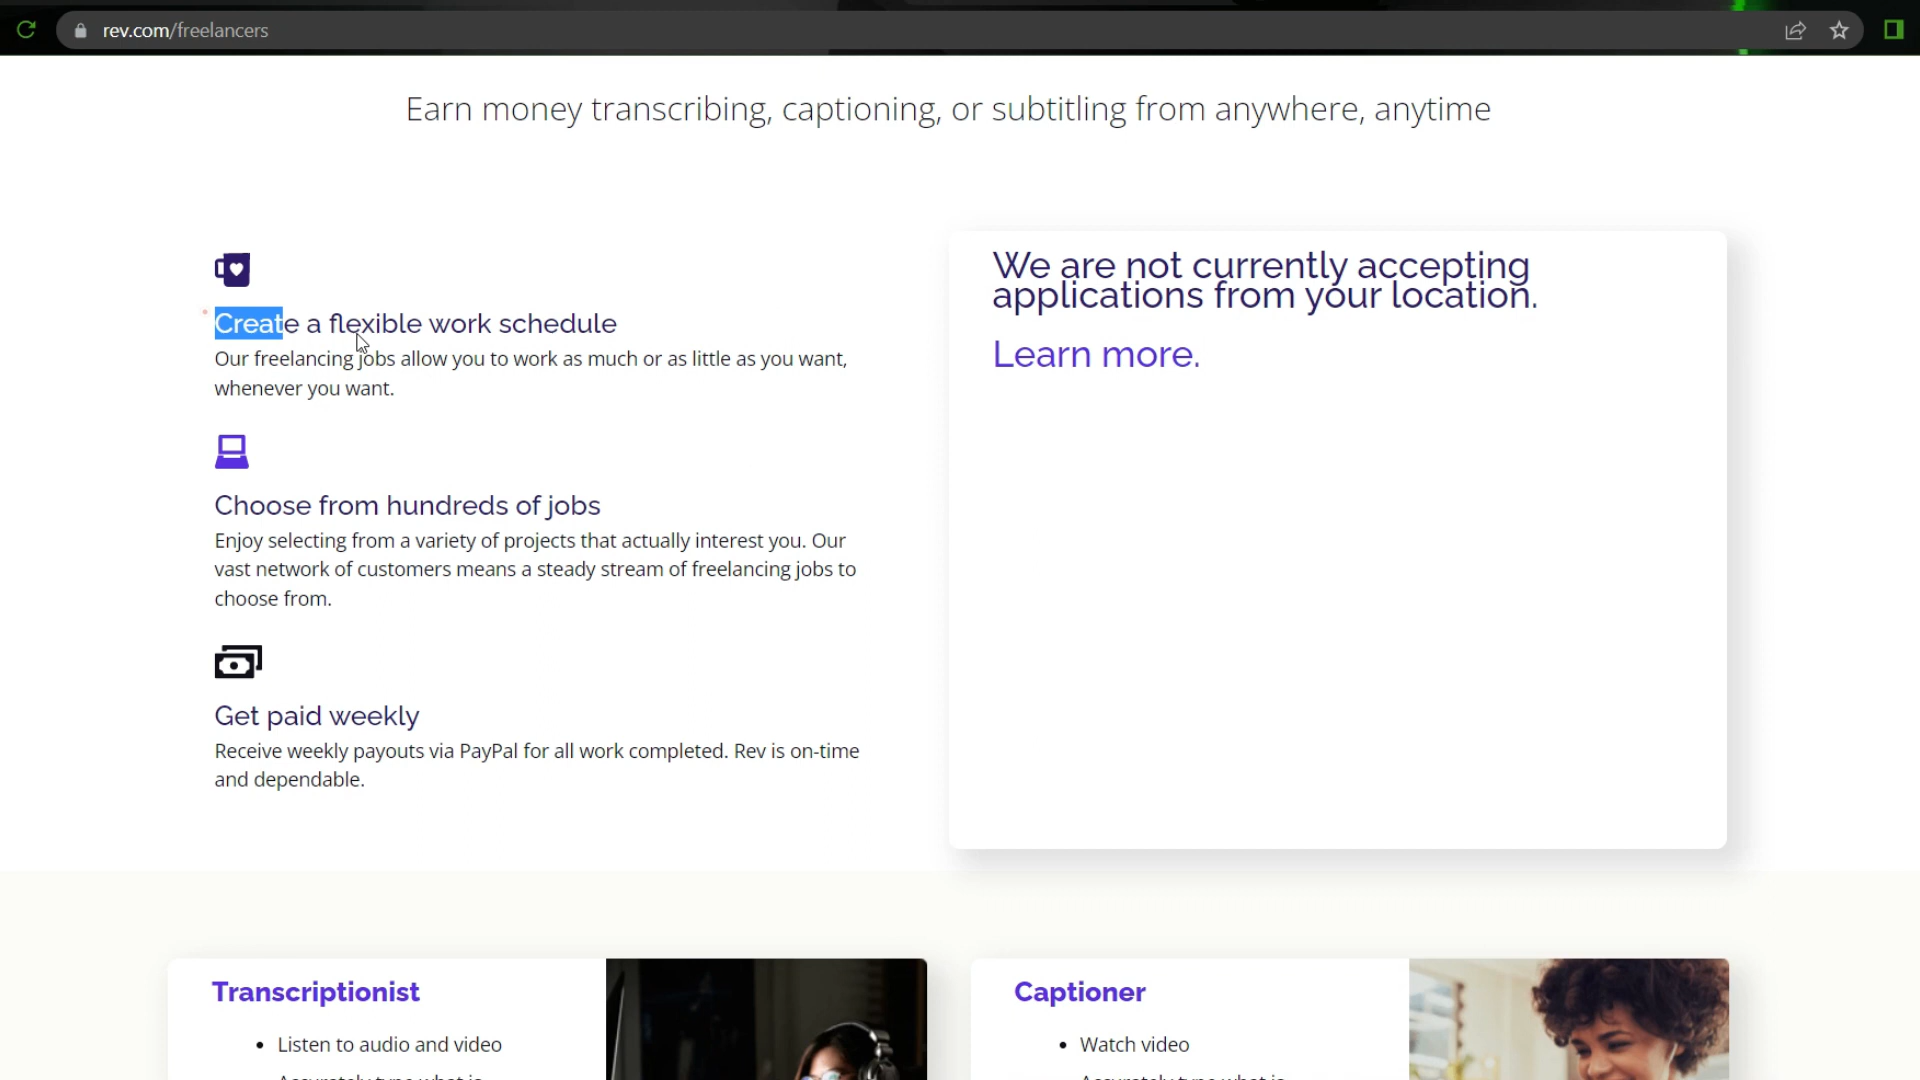 rev.com/freelancers
Earn money transcribing, captioning, or subtitling from anywhere, anytime
Create a flexible work schedule
Our freelancing jobs allow you to work as much or as little as you want,
whenever you want.
Choose from hundreds of jobs
Enjoy selecting from a variety of projects that actually interest you. Our
vast network of customers means a steady stream of freelancing jobs to
choose from.
Get paid weekly
Receive weekly payouts via PayPal for all work completed. Rev is on-time
and dependable.
We are not currently accepting
applications from your location.
Learn more.
Transcriptionist
• Listen to audio and video
Captioner
• Watch video